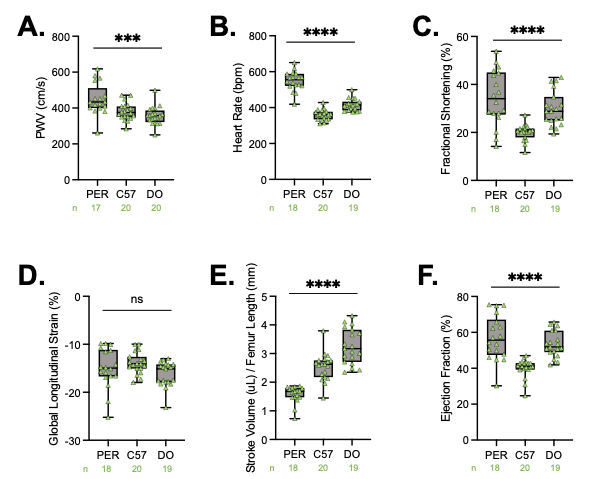 A.
***
PWV (cm/s)
800
600
400
200
0
PER C57 DO
n 17 20 20
B.
****
Heart Rate (bpm)
800
600
400
200
0
PER C57 DO
n 18 20 19
C.
****
Fractional Shortening (%)
60
40
20
0
PER C57 DO
n 18 20 19
D.
ns
Global Longitudinal Strain (%)
0
-10
-20
-30
PER C57 DO
n 18 20 19
E.
****
Stroke Volume (uL) / Femur Length (mm)
5
4
3
2
1
0
PER C57 DO
n 18 20 19
F.
****
Ejection Fraction (%)
80
60
40
20
0
PER C57 DO
n 18 20 19